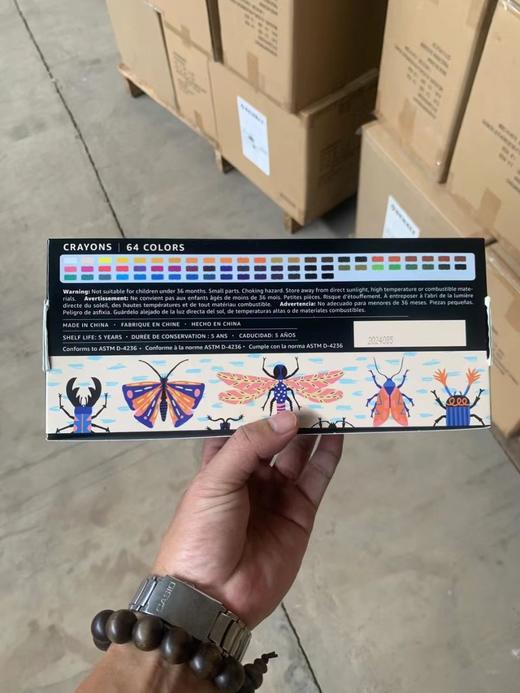 CRAYONS | 64 COLORS
Warning: Not suitable for children under 36 months. Small parts. Choking hazard. Store away from direct sunlight, high temperature or combustible mate-
rials. Avertissement: Ne convient pas aux enfants âgés de moins de 36 mois. Petites pièces. Risque d'étouffement. À entreposer à l'abri de la lumière
directe du soleil, des hautes températures et de tout matériau combustible. Advertencia: No adecuado para menores de 36 meses. Piezas pequeñas.
Peligro de asfixia. Guárdelo alejado de la luz directa del sol, de temperaturas altas o de materiales combustibles.
MADE IN CHINA • FABRIQUÉ EN CHINE • HECHO EN CHINA
SHELF LIFE: 5 YEARS • DURÉE DE CONSERVATION : 5 ANS • CADUCIDAD: 5 AÑOS
Conforms to ASTM D-4236 • Conforme à la norme ASTM D-4236 • Cumple con la norma ASTM D-4236
CASIO